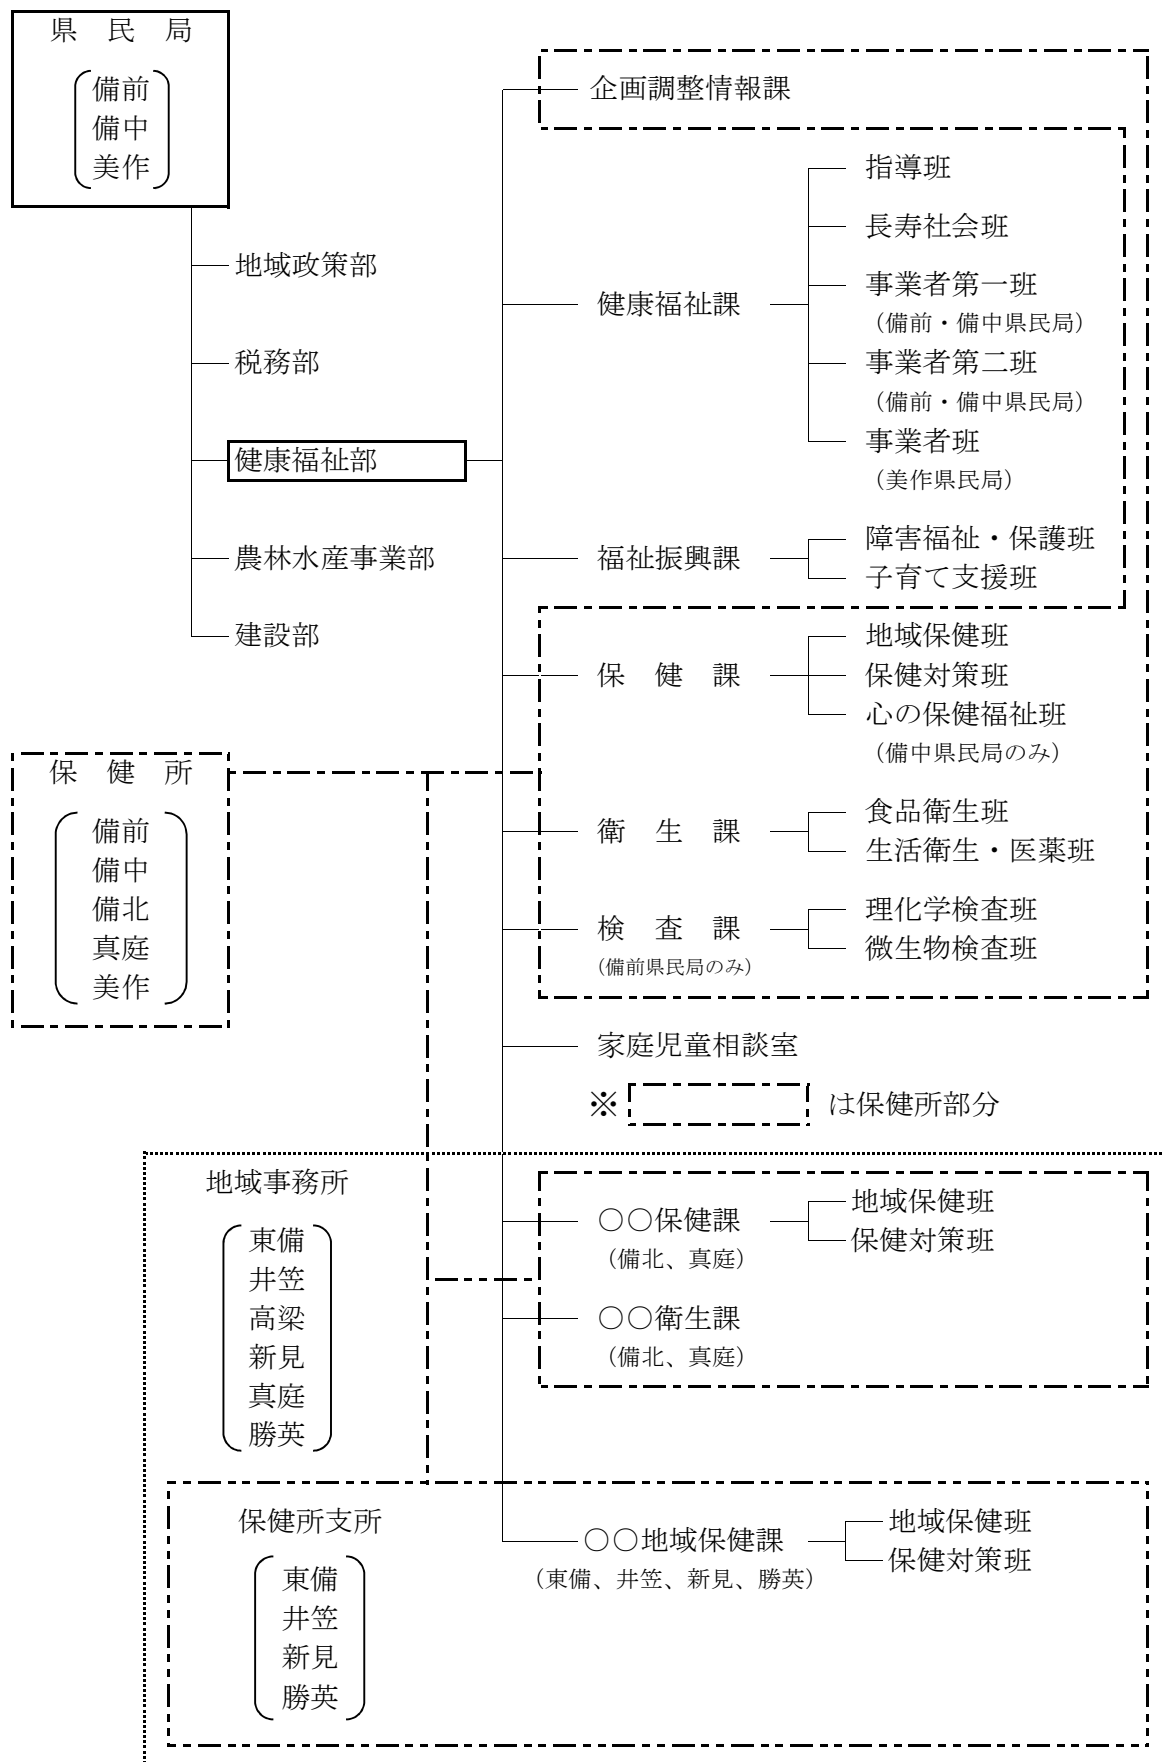 県　民　局
備前
備中
美作
地域政策部
税務部
健康福祉部
農林水産事業部
建設部
企画調整情報課
健康福祉課
指導班
長寿社会班
事業者第一班
（備前・備中県民局）
事業者第二班
（備前・備中県民局）
事業者班
（美作県民局）
福祉振興課
障害福祉・保護班
子育て支援班
保　健　課
地域保健班
保健対策班
心の保健福祉班
（備中県民局のみ）
保　健　所
備前
備中
備北
真庭
美作
衛　生　課
食品衛生班
生活衛生・医薬班
検　査　課
（備前県民局のみ）
理化学検査班
微生物検査班
家庭児童相談室
※　は保健所部分
地域事務所
東備
井笠
高梁
新見
真庭
勝英
〇〇保健課
（備北、真庭）
地域保健班
保健対策班
〇〇衛生課
（備北、真庭）
保健所支所
東備
井笠
新見
勝英
〇〇地域保健課
（東備、井笠、新見、勝英）
地域保健班
保健対策班